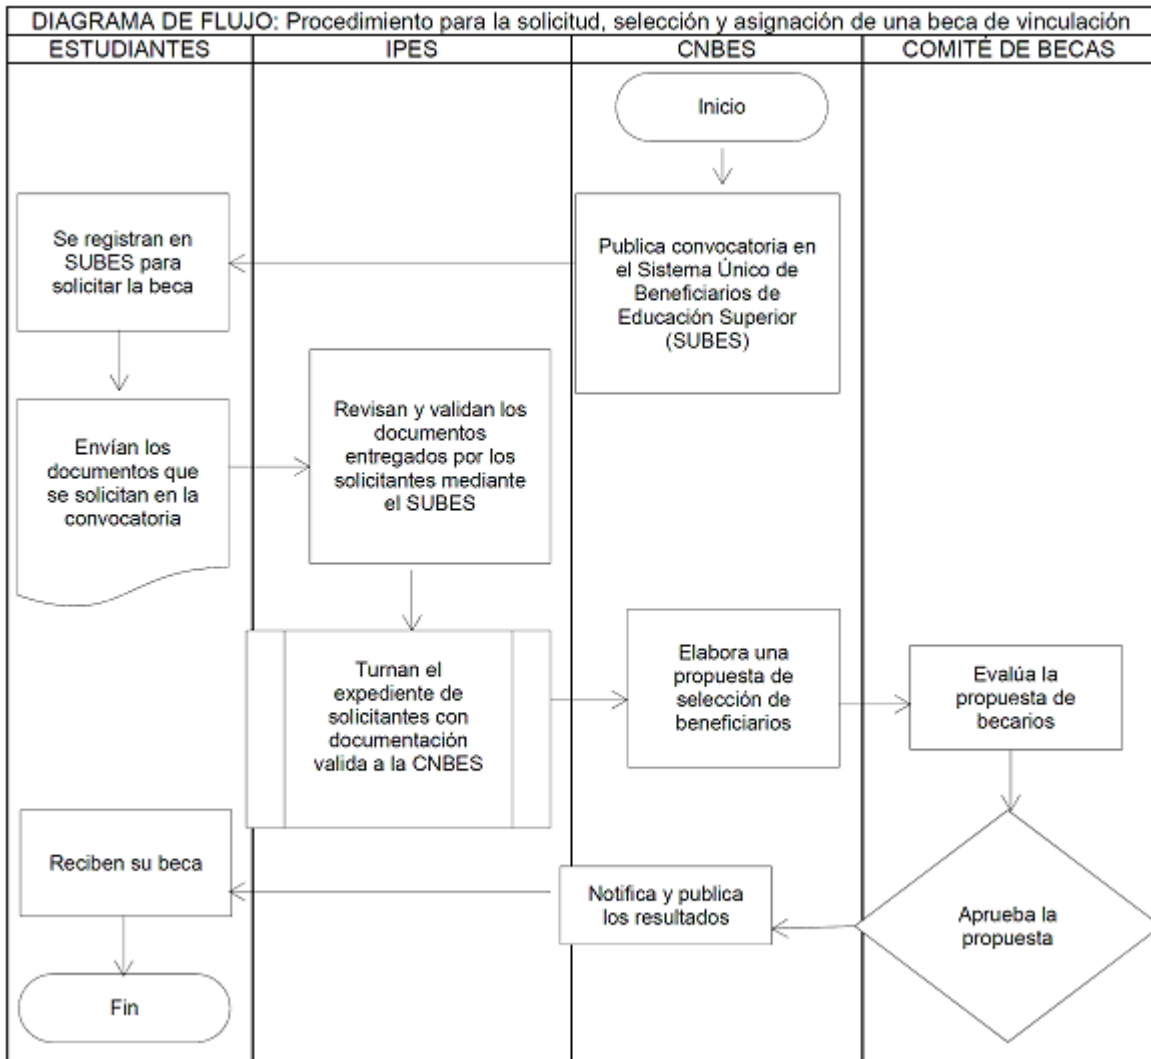 DIAGRAMA DE FLUJO: Procedimiento para la solicitud, selección y asignación de una beca de vinculación
ESTUDIANTES
IPES
CNBES
COMITÉ DE BECAS
Inicio
Publica convocatoria en
el Sistema Único de
Beneficiarios de
Educación Superior
(SUBES)
Se registran en
SUBES para
solicitar la beca
Envían los
documentos que
se solicitan en la
convocatoria
Revisan y validan los
documentos
entregados por los
solicitantes mediante
el SUBES
Turnan el
expediente de
solicitantes con
documentación
valida a la CNBES
Elabora una
propuesta de
selección de
beneficiarios
Evalúa la
propuesta de
becarios
Aprueba la
propuesta
Notifica y publica
los resultados
Reciben su beca
Fin